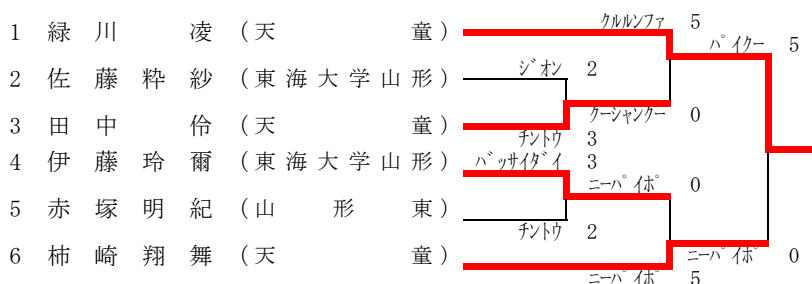 クルルンファ 5
1 緑川 凌 (天童)
パイクー 5
ジオン 2
2 佐藤粋紗 (東海大学山形)
クーシャンクー 0
3 田中 伶 (天童)
チントウ 3
4 伊藤玲爾 (東海大学山形)
バッサイダイ 3
ニーパイポ 0
5 赤塚明紀 (山形東)
チントウ 2
6 柿崎翔舞 (天童)
ニーパイポ 0
ニーパイポ 5